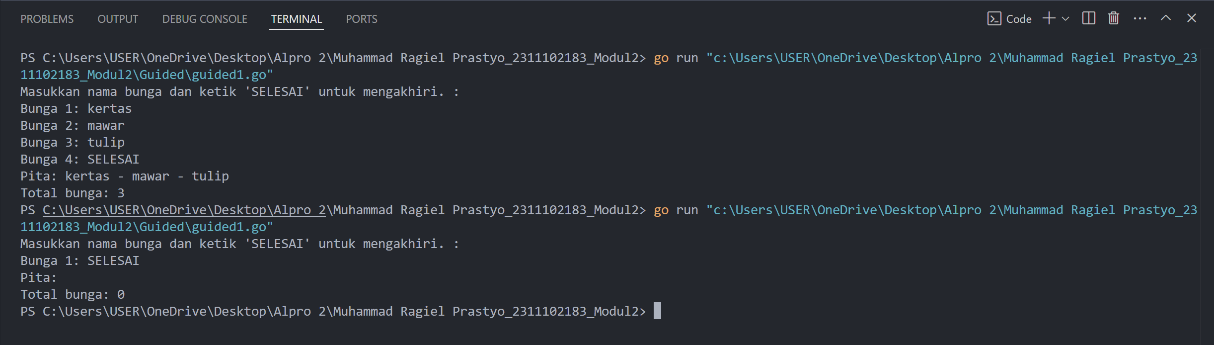 PROBLEMS OUTPUT DEBUG CONSOLE TERMINAL PORTS Code
PS C:\Users\USER\OneDrive\Desktop\Alpro 2\Muhammad Ragiel Prastyo_2311102183_Modul2> go run "c:\Users\USER\OneDrive\Desktop\Alpro 2\Muhammad Ragiel Prastyo_23
11102183_Modul2\Guided\guided1.go"
Masukkan nama bunga dan ketik 'SELESAI' untuk mengakhiri. :
Bunga 1: kertas
Bunga 2: mawar
Bunga 3: tulip
Bunga 4: SELESAI
Pita: kertas - mawar - tulip
Total bunga: 3
PS C:\Users\USER\OneDrive\Desktop\Alpro 2\Muhammad Ragiel Prastyo_2311102183_Modul2> go run "c:\Users\USER\OneDrive\Desktop\Alpro 2\Muhammad Ragiel Prastyo_23
11102183_Modul2\Guided\guided1.go"
Masukkan nama bunga dan ketik 'SELESAI' untuk mengakhiri. :
Bunga 1: SELESAI
Pita:
Total bunga: 0
PS C:\Users\USER\OneDrive\Desktop\Alpro 2\Muhammad Ragiel Prastyo_2311102183_Modul2>